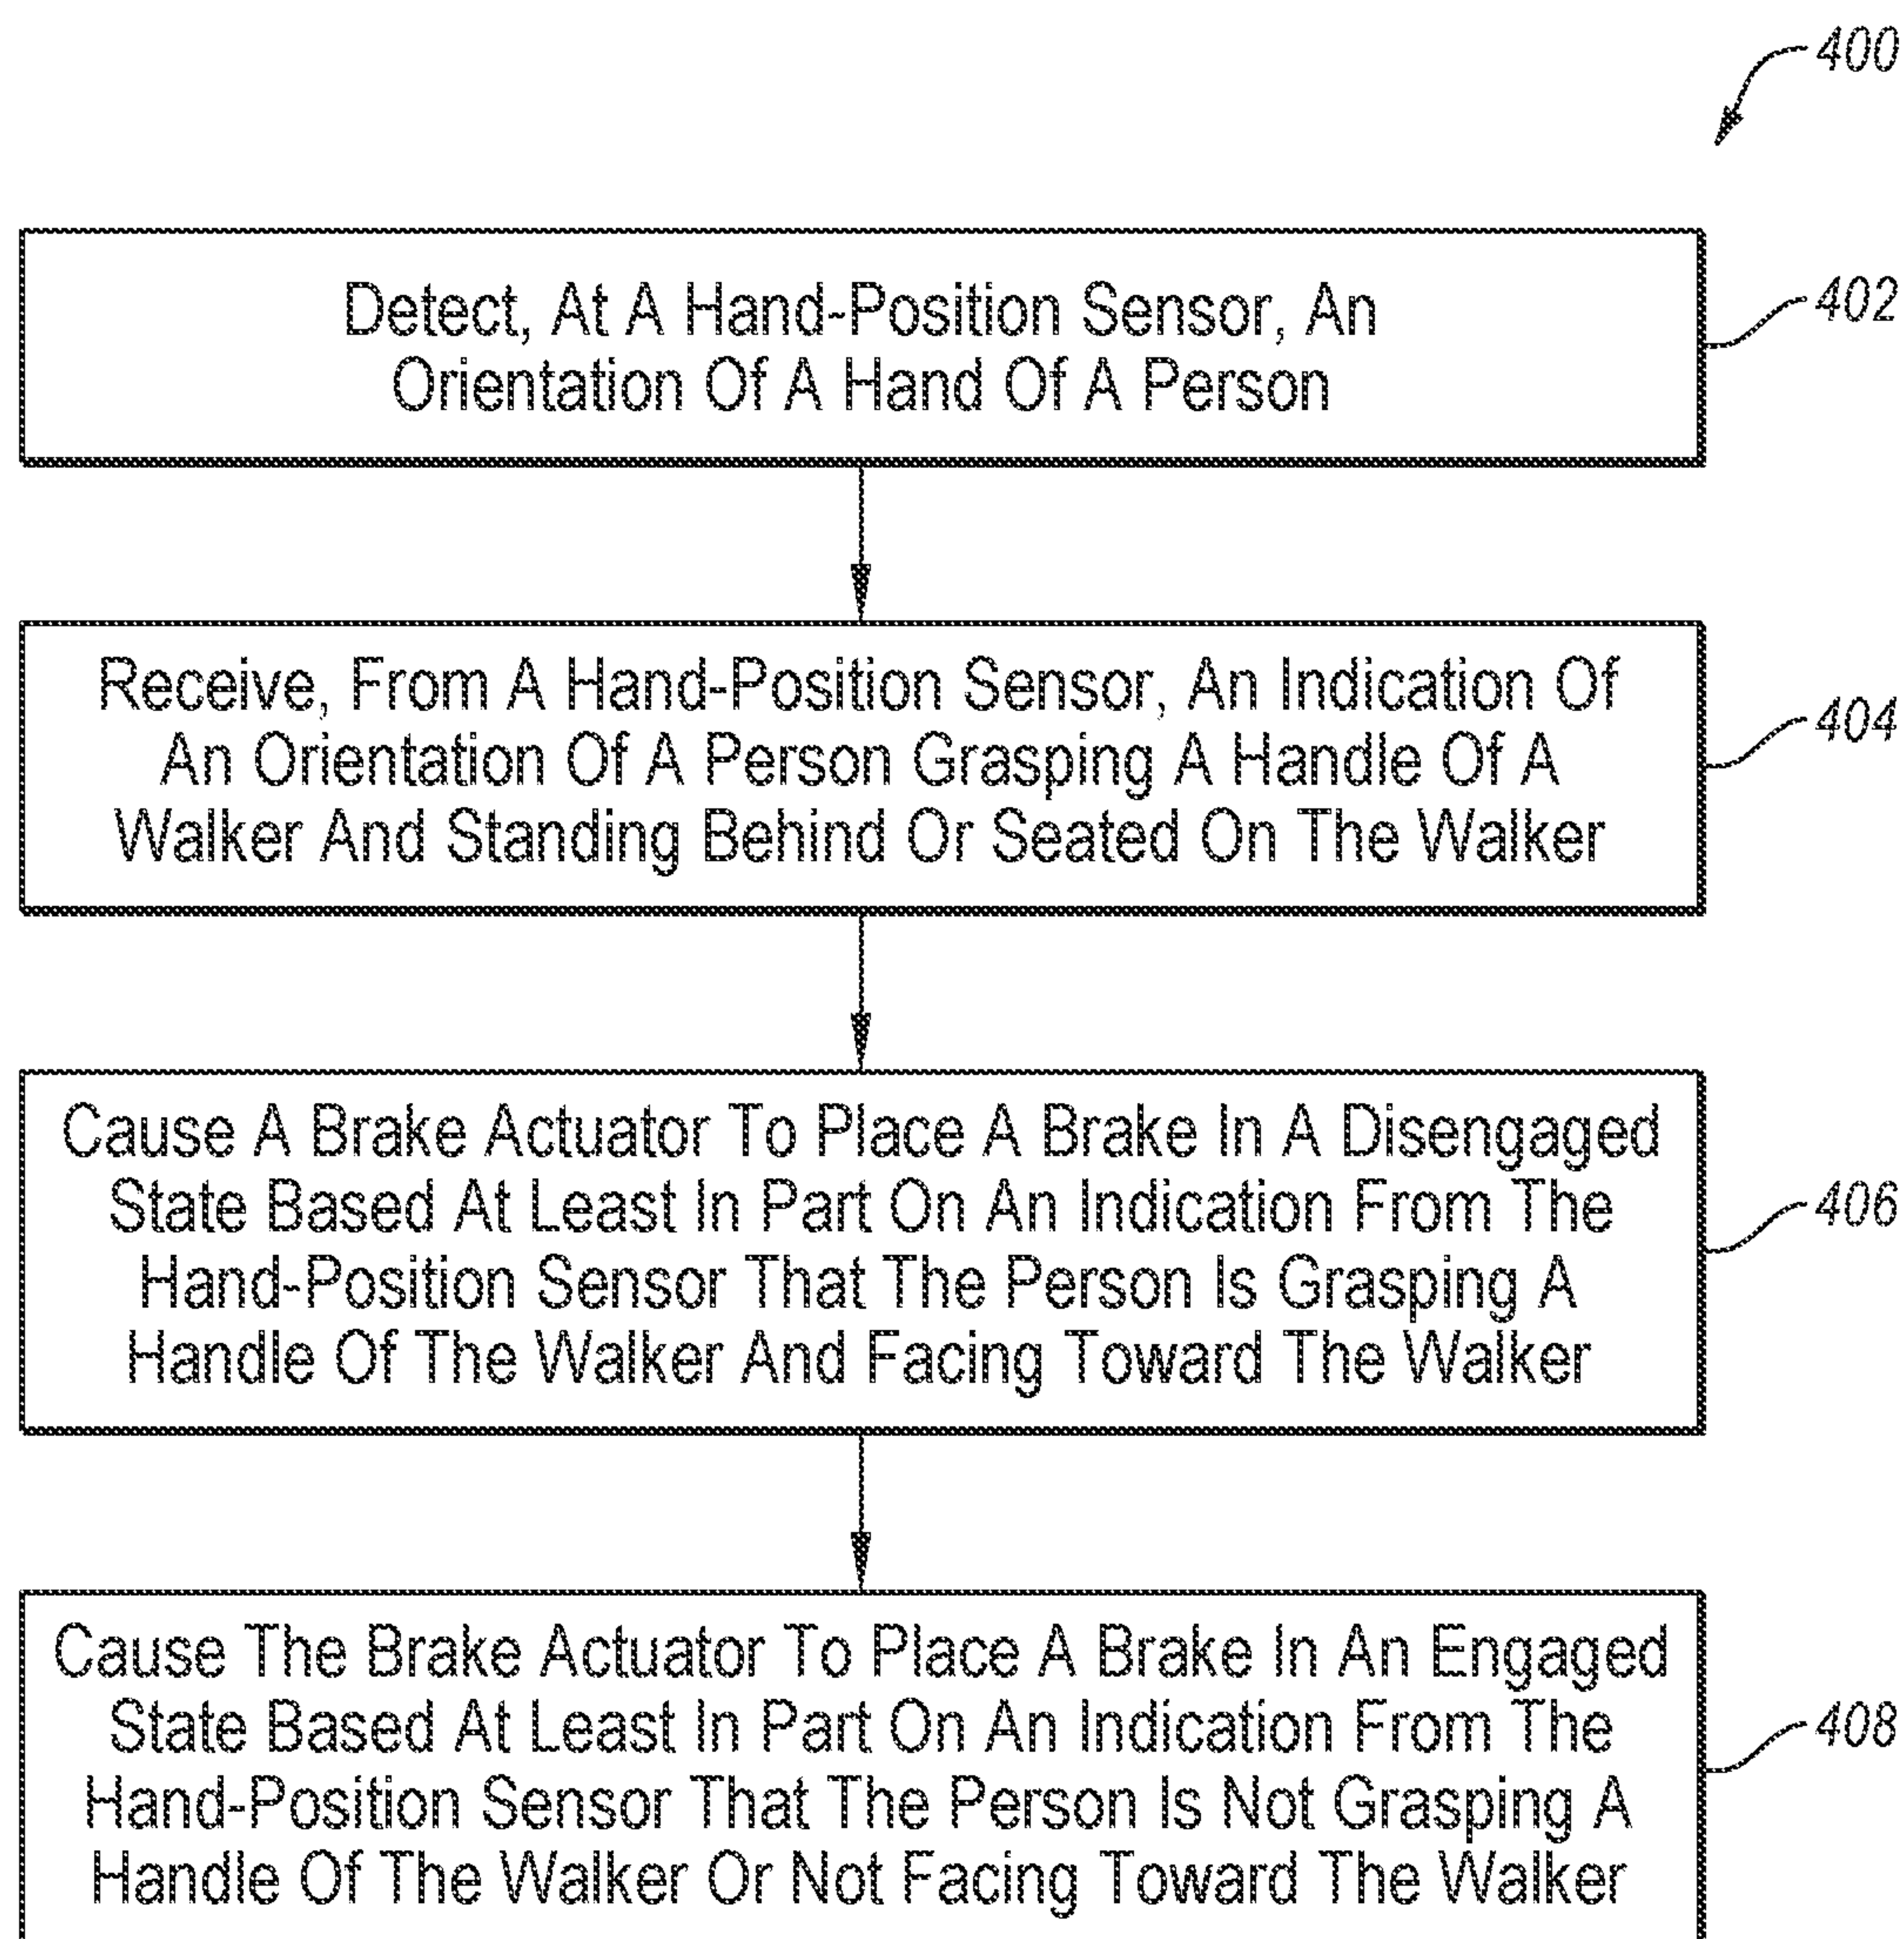 400
Detect, At A Hand-Position Sensor, An
Orientation Of A Hand Of A Person
402
Receive, From A Hand-Position Sensor, An Indication Of
An Orientation Of A Person Grasping A Handle Of A
Walker And Standing Behind Or Seated On The Walker
404
Cause A Brake Actuator To Place A Brake In A Disengaged
State Based At Least In Part On An Indication From The
Hand-Position Sensor That The Person Is Grasping A
Handle Of The Walker And Facing Toward The Walker
406
Cause The Brake Actuator To Place A Brake In An Engaged
State Based At Least In Part On An Indication From The
Hand-Position Sensor That The Person Is Not Grasping A
Handle Of The Walker Or Not Facing Toward The Walker
408